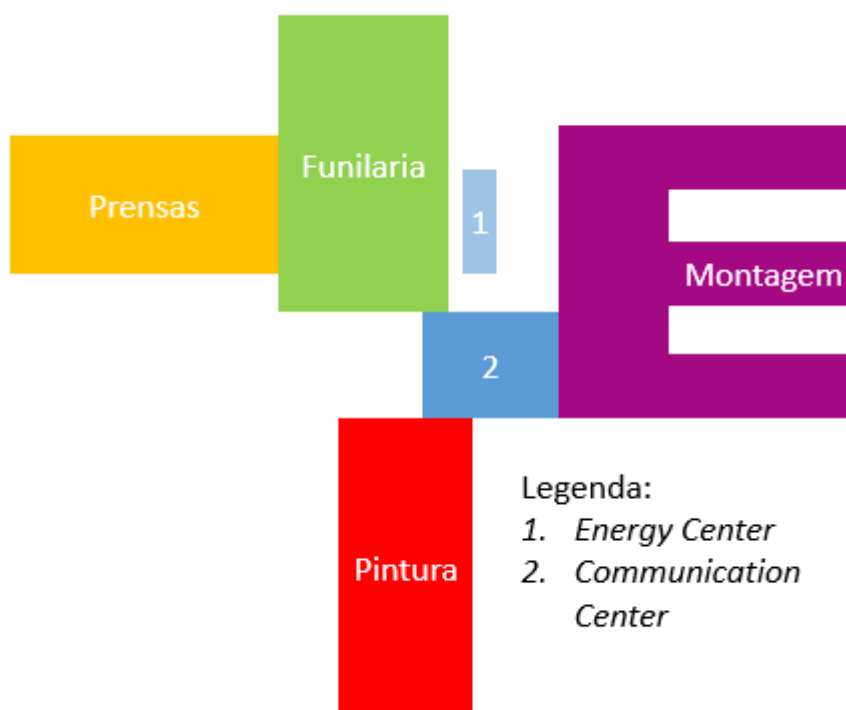 Funilaria
Prensas
1
Montagem
2
Pintura
Legenda:
1. Energy Center
2. Communication
Center